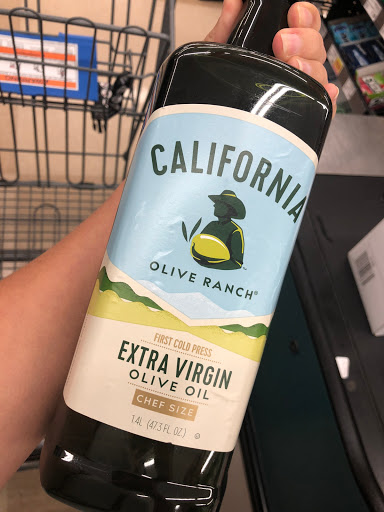 CALIFORNIA
OLIVE RANCH®
FIRST COLD PRESS
EXTRA VIRGIN
OLIVE OIL
CHEF SIZE
1.4L (47.3 FL OZ)